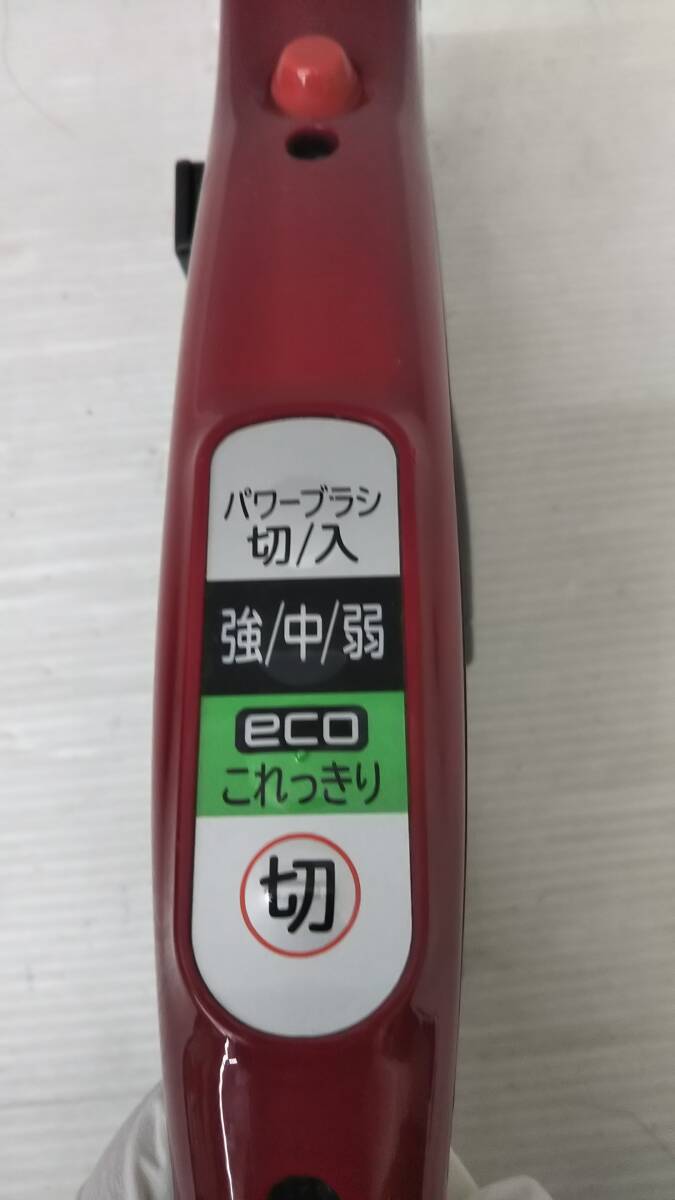 パワーブラシ
切/入
強/中/弱
eco
これっきり
切